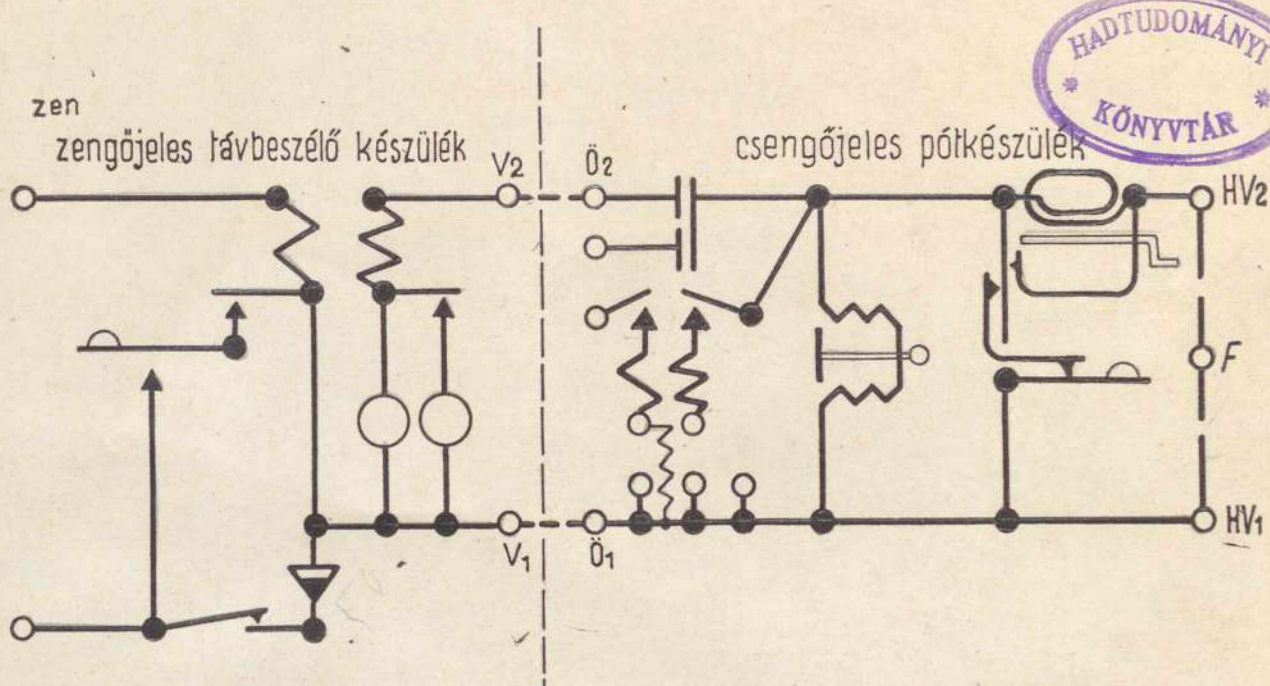 HADTUDOMÁNYI
KÖNYVTÁR
zen
zengőjeles távbeszélő készülék
csengőjeles pótkészülék
V2
Ö2
HV2
F
V1
Ö1
HV1